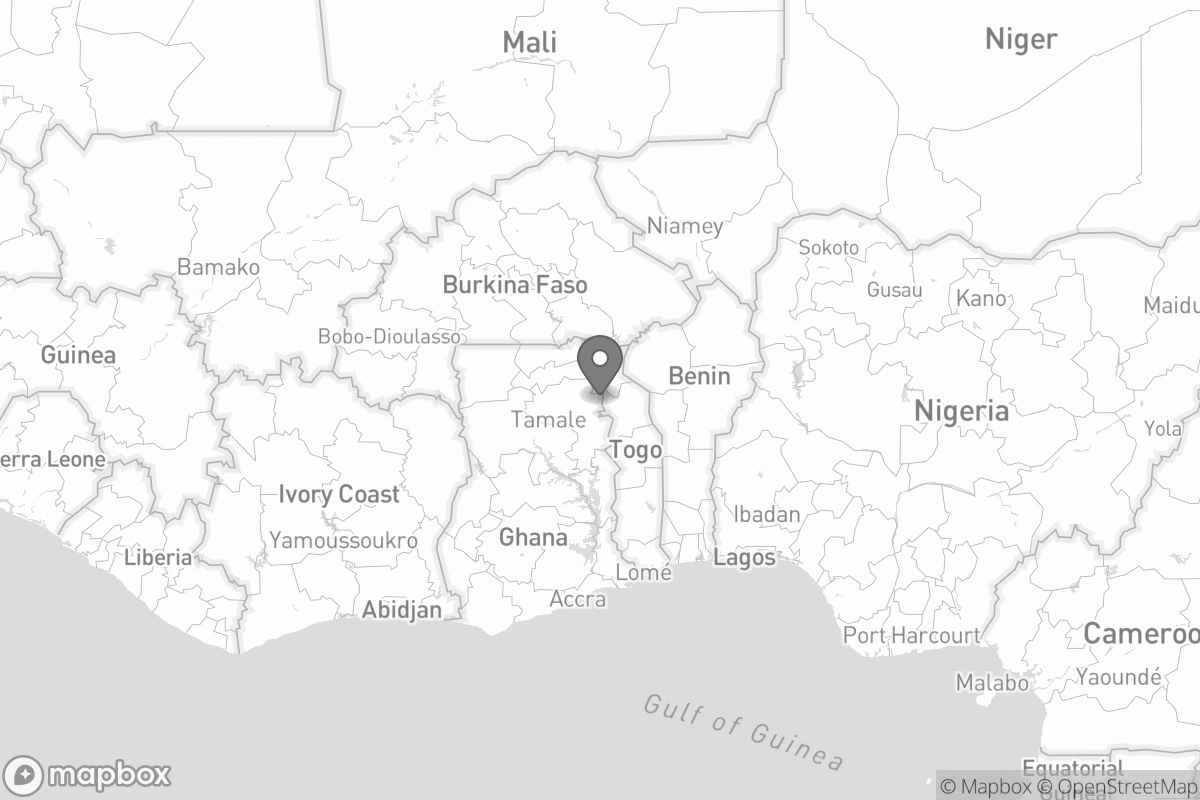 Mali
Niger
Niamey
Sokoto
Bamako
Gusau
Kano
Burkina Faso
Maidu
Bobo-Dioulasso
Guinea
Benin
Nigeria
Tamale
Yola
Togo
erra Leone
Ivory Coast
Ibadan
Ghana
Yamoussoukro
Liberia
Lagos
Lomé
Accra
Abidjan
Port Harcourt
Cameroo
Yaoundé
Malabo
Gulf of Guinea
Equatorial
Guinea
mapbox
© Mapbox © OpenStreetMap